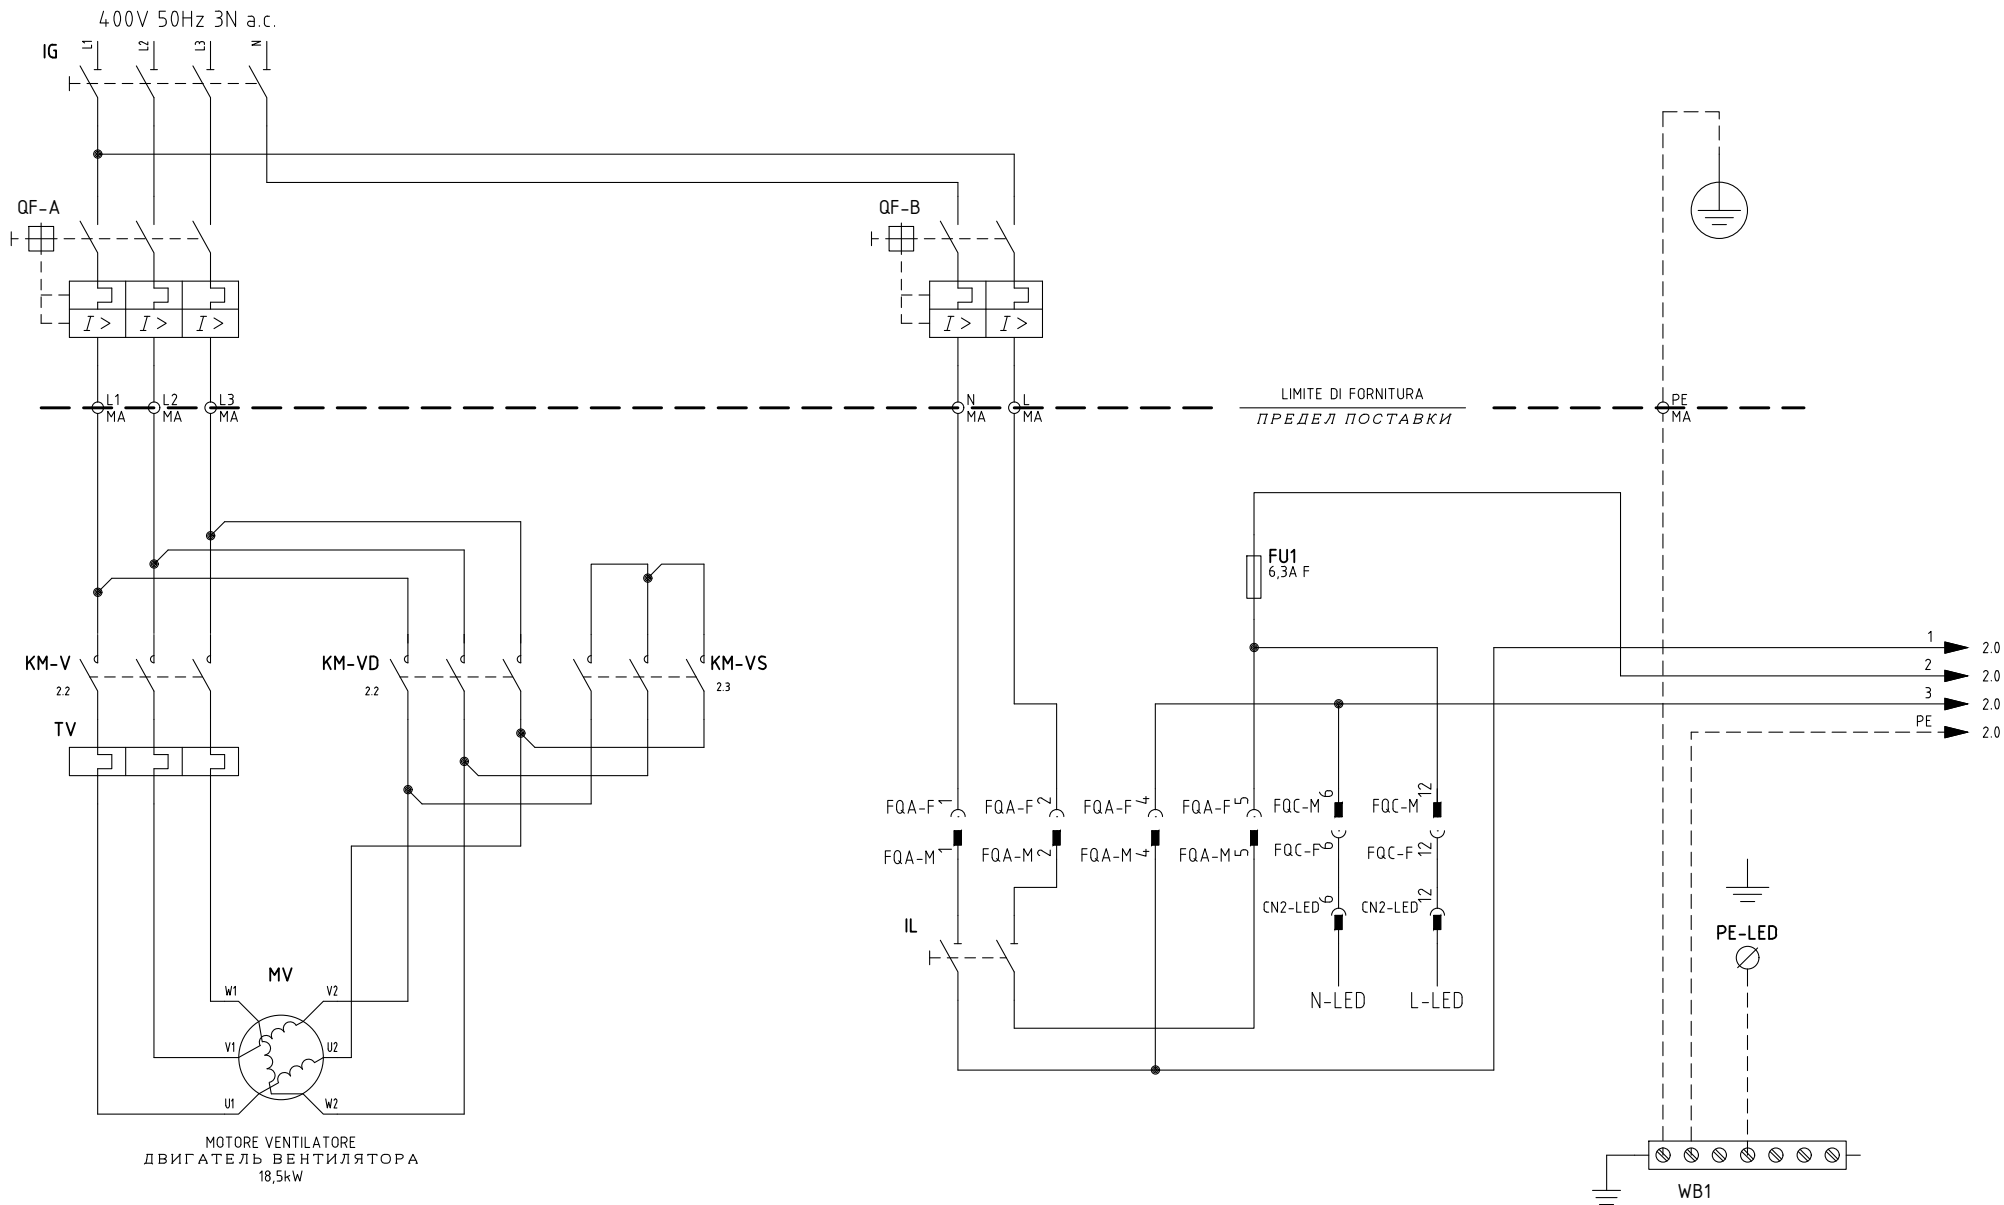 400V 50Hz 3N a.c.
IG
L1 L2 L3 N
QF-A
QF-B
I> I> I>
I> I>
L1 L2 L3
MA MA MA
N L
MA MA
LIMITE DI FORNITURA
ПРЕДЕЛ ПОСТАВКИ
PE
MA
FU1
6,3A F
KM-V
2.2
KM-VD
2.2
KM-VS
2.3
1 2.0
2 2.0
3 2.0
PE 2.0
TV
FQA-F 1
FQA-F 2
FQA-F 4
FQA-F 5
FQC-M 6
FQC-M 12
FQA-M 1
FQA-M 2
FQA-M 4
FQA-M 5
FQC-F 6
FQC-F 12
CN2-LED 6
CN2-LED 12
IL
PE-LED
MV
N-LED
L-LED
W1 V2
V1 U2
U1 W2
MOTORE VENTILATORE
ДВИГАТЕЛЬ ВЕНТИЛЯТОРА
18,5kW
WB1